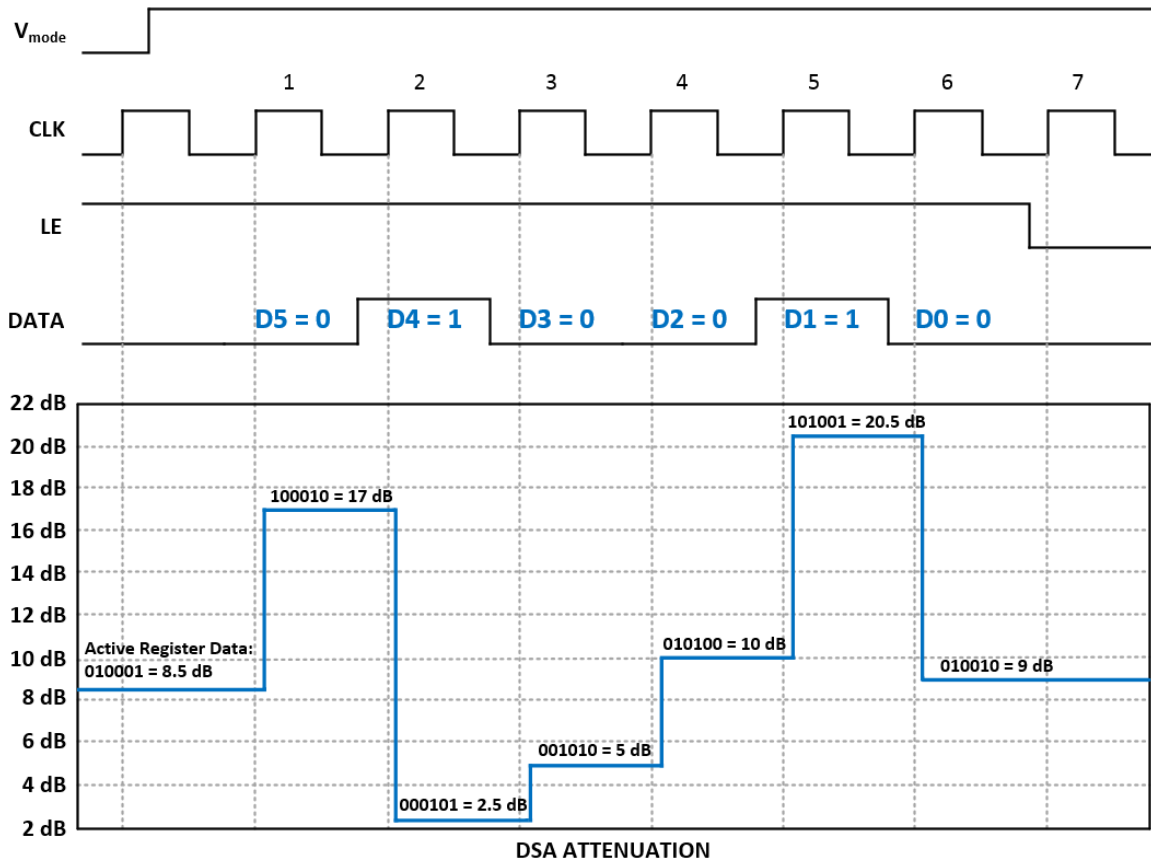 Vmode
1 2 3 4 5 6 7
CLK
LE
DATA
D5 = 0 D4 = 1 D3 = 0 D2 = 0 D1 = 1 D0 = 0
22 dB
101001 = 20.5 dB
20 dB
18 dB
100010 = 17 dB
16 dB
14 dB
12 dB
Active Register Data:
010100 = 10 dB
10 dB
010001 = 8.5 dB
010010 = 9 dB
8 dB
6 dB
001010 = 5 dB
4 dB
000101 = 2.5 dB
2 dB
DSA ATTENUATION